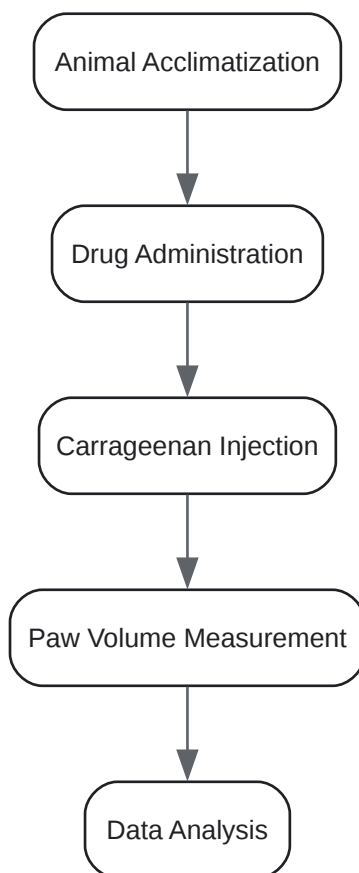 Animal Acclimatization
Drug Administration
Carrageenan Injection
Paw Volume Measurement
Data Analysis